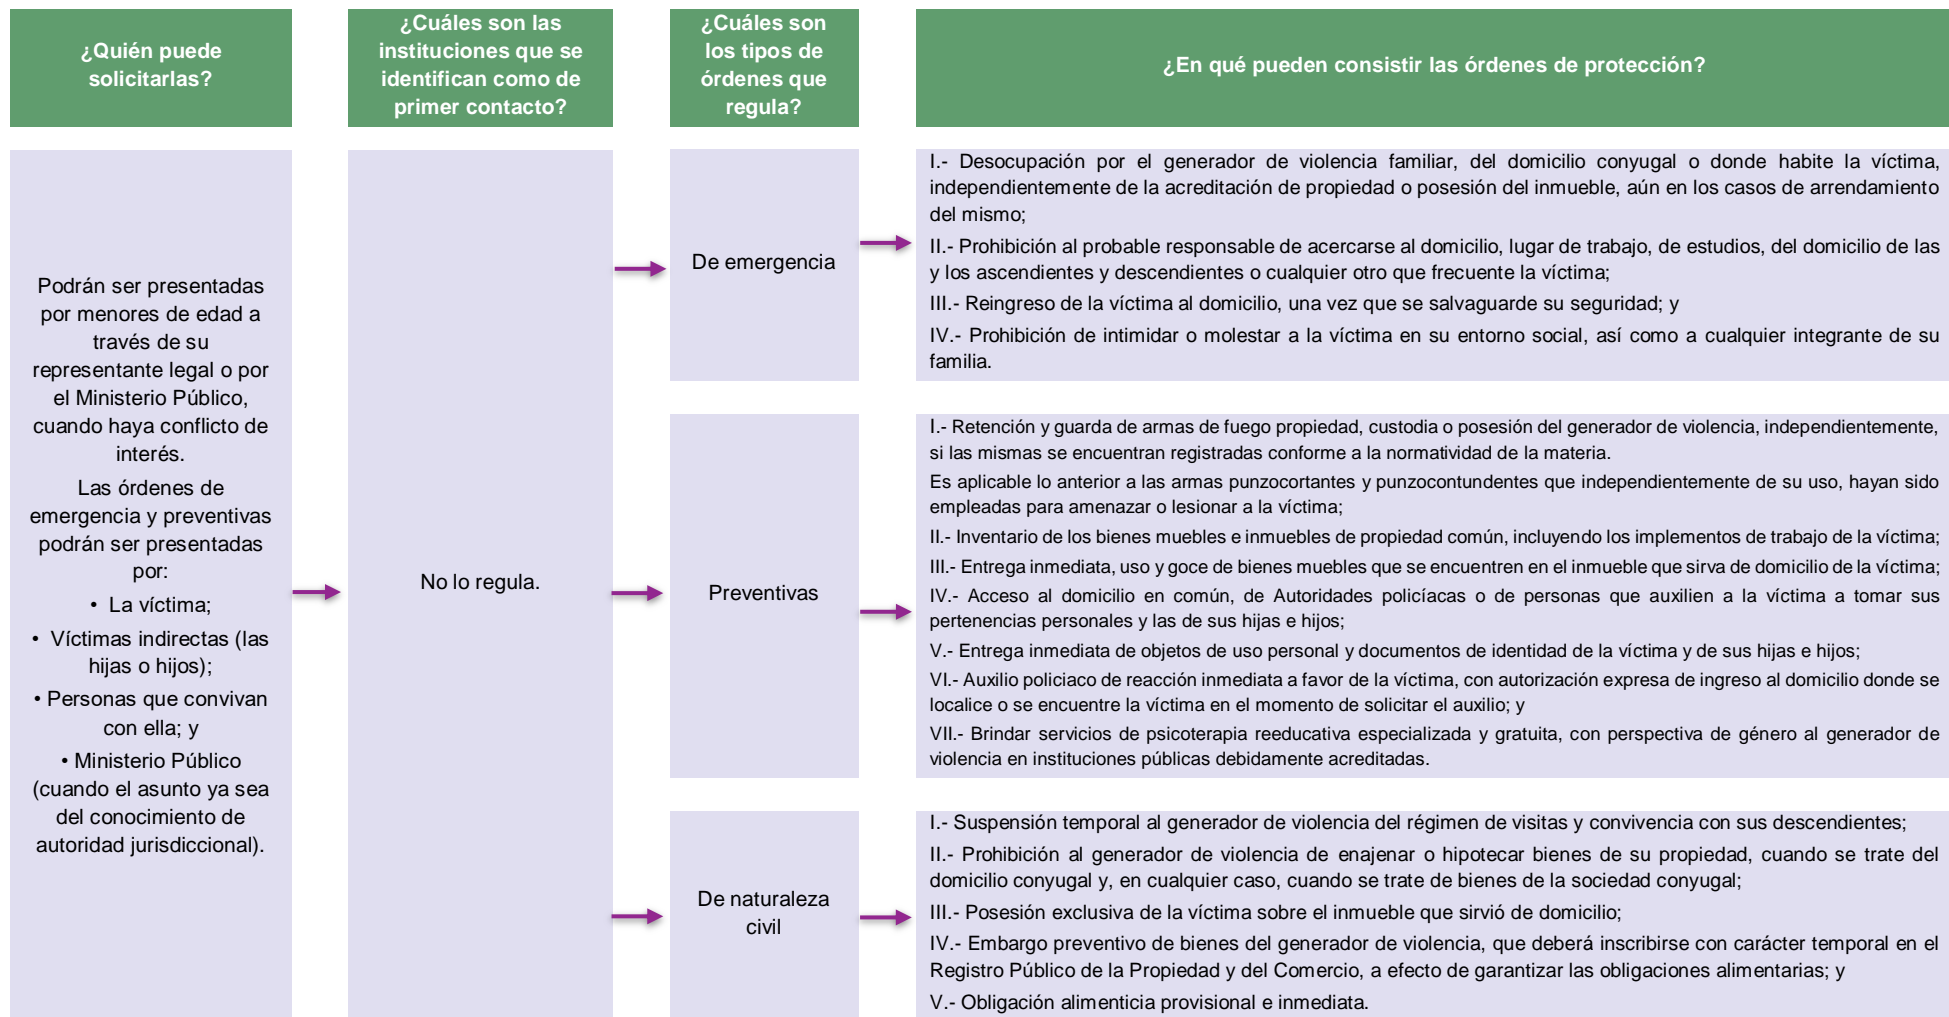 ¿Quién puede
solicitarlas?
¿Cuáles son las
instituciones que se
identifican como de
primer contacto?
¿Cuáles son
los tipos de
órdenes que
regula?
¿En qué pueden consistir las órdenes de protección?
Podrán ser presentadas
por menores de edad a
través de su
representante legal o por
el Ministerio Público,
cuando haya conflicto de
interés.
Las órdenes de
emergencia y preventivas
podrán ser presentadas
por:
• La víctima;
• Víctimas indirectas (las
hijas o hijos);
• Personas que convivan
con ella; y
• Ministerio Público
(cuando el asunto ya sea
del conocimiento de
autoridad jurisdiccional).
No lo regula.
De emergencia
I.- Desocupación por el generador de violencia familiar, del domicilio conyugal o donde habite la víctima,
independientemente de la acreditación de propiedad o posesión del inmueble, aún en los casos de arrendamiento
del mismo;
II.- Prohibición al probable responsable de acercarse al domicilio, lugar de trabajo, de estudios, del domicilio de las
y los ascendientes y descendientes o cualquier otro que frecuente la víctima;
III.- Reingreso de la víctima al domicilio, una vez que se salvaguarde su seguridad; y
IV.- Prohibición de intimidar o molestar a la víctima en su entorno social, así como a cualquier integrante de su
familia.
Preventivas
I.- Retención y guarda de armas de fuego propiedad, custodia o posesión del generador de violencia, independientemente,
si las mismas se encuentran registradas conforme a la normatividad de la materia.
Es aplicable lo anterior a las armas punzocortantes y punzocontundentes que independientemente de su uso, hayan sido
empleadas para amenazar o lesionar a la víctima;
II.- Inventario de los bienes muebles e inmuebles de propiedad común, incluyendo los implementos de trabajo de la víctima;
III.- Entrega inmediata, uso y goce de bienes muebles que se encuentren en el inmueble que sirva de domicilio de la víctima;
IV.- Acceso al domicilio en común, de Autoridades policíacas o de personas que auxilien a la víctima a tomar sus
pertenencias personales y las de sus hijas e hijos;
V.- Entrega inmediata de objetos de uso personal y documentos de identidad de la víctima y de sus hijas e hijos;
VI.- Auxilio policiaco de reacción inmediata a favor de la víctima, con autorización expresa de ingreso al domicilio donde se
localice o se encuentre la víctima en el momento de solicitar el auxilio; y
VII.- Brindar servicios de psicoterapia reeducativa especializada y gratuita, con perspectiva de género al generador de
violencia en instituciones públicas debidamente acreditadas.
De naturaleza
civil
I.- Suspensión temporal al generador de violencia del régimen de visitas y convivencia con sus descendientes;
II.- Prohibición al generador de violencia de enajenar o hipotecar bienes de su propiedad, cuando se trate del
domicilio conyugal y, en cualquier caso, cuando se trate de bienes de la sociedad conyugal;
III.- Posesión exclusiva de la víctima sobre el inmueble que sirvió de domicilio;
IV.- Embargo preventivo de bienes del generador de violencia, que deberá inscribirse con carácter temporal en el
Registro Público de la Propiedad y del Comercio, a efecto de garantizar las obligaciones alimentarias; y
V.- Obligación alimenticia provisional e inmediata.